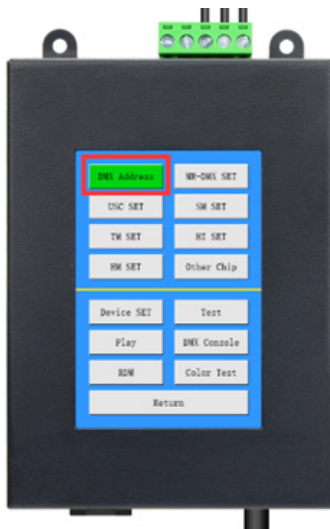 DMX Address
WR-DMX SET
USC SET
SM SET
TM SET
HI SET
HW SET
Other Chip
Device SET
Test
Play
DMX Console
RDM
Color Test
Return